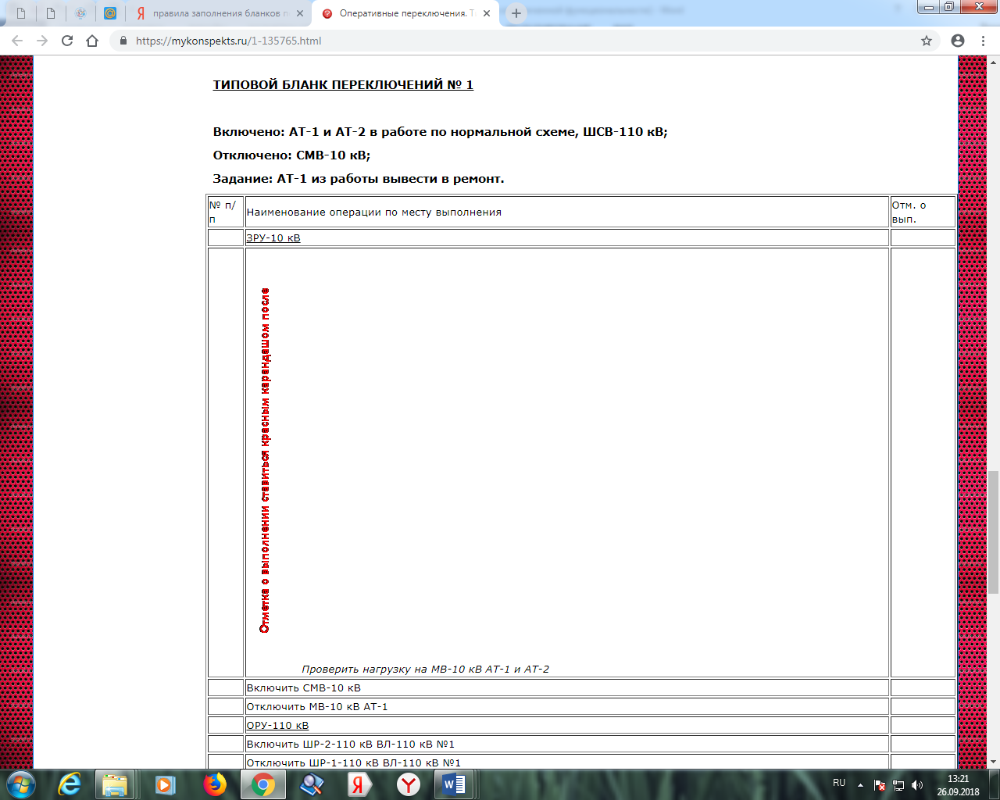 правила заполнения бланков п
Оперативные переключения. Т
https://mykonspekts.ru/1-135765.html
ТИПОВОЙ БЛАНК ПЕРЕКЛЮЧЕНИЙ № 1
Включено: АТ-1 и АТ-2 в работе по нормальной схеме, ШСВ-110 кВ;
Отключено: СМВ-10 кВ;
Задание: АТ-1 из работы вывести в ремонт.
№ п/
п
Наименование операции по месту выполнения
Отм. о
вып.
ЗРУ-10 кВ
Отметка о выполнении ставиться красным карандашом после
Проверить нагрузку на МВ-10 кВ АТ-1 и АТ-2
Включить СМВ-10 кВ
Отключить МВ-10 кВ АТ-1
ОРУ-110 кВ
Включить ШР-2-110 кВ ВЛ-110 кВ №1
Отключить ШР-1-110 кВ ВЛ-110 кВ №1
RU
13:21
26.09.2018